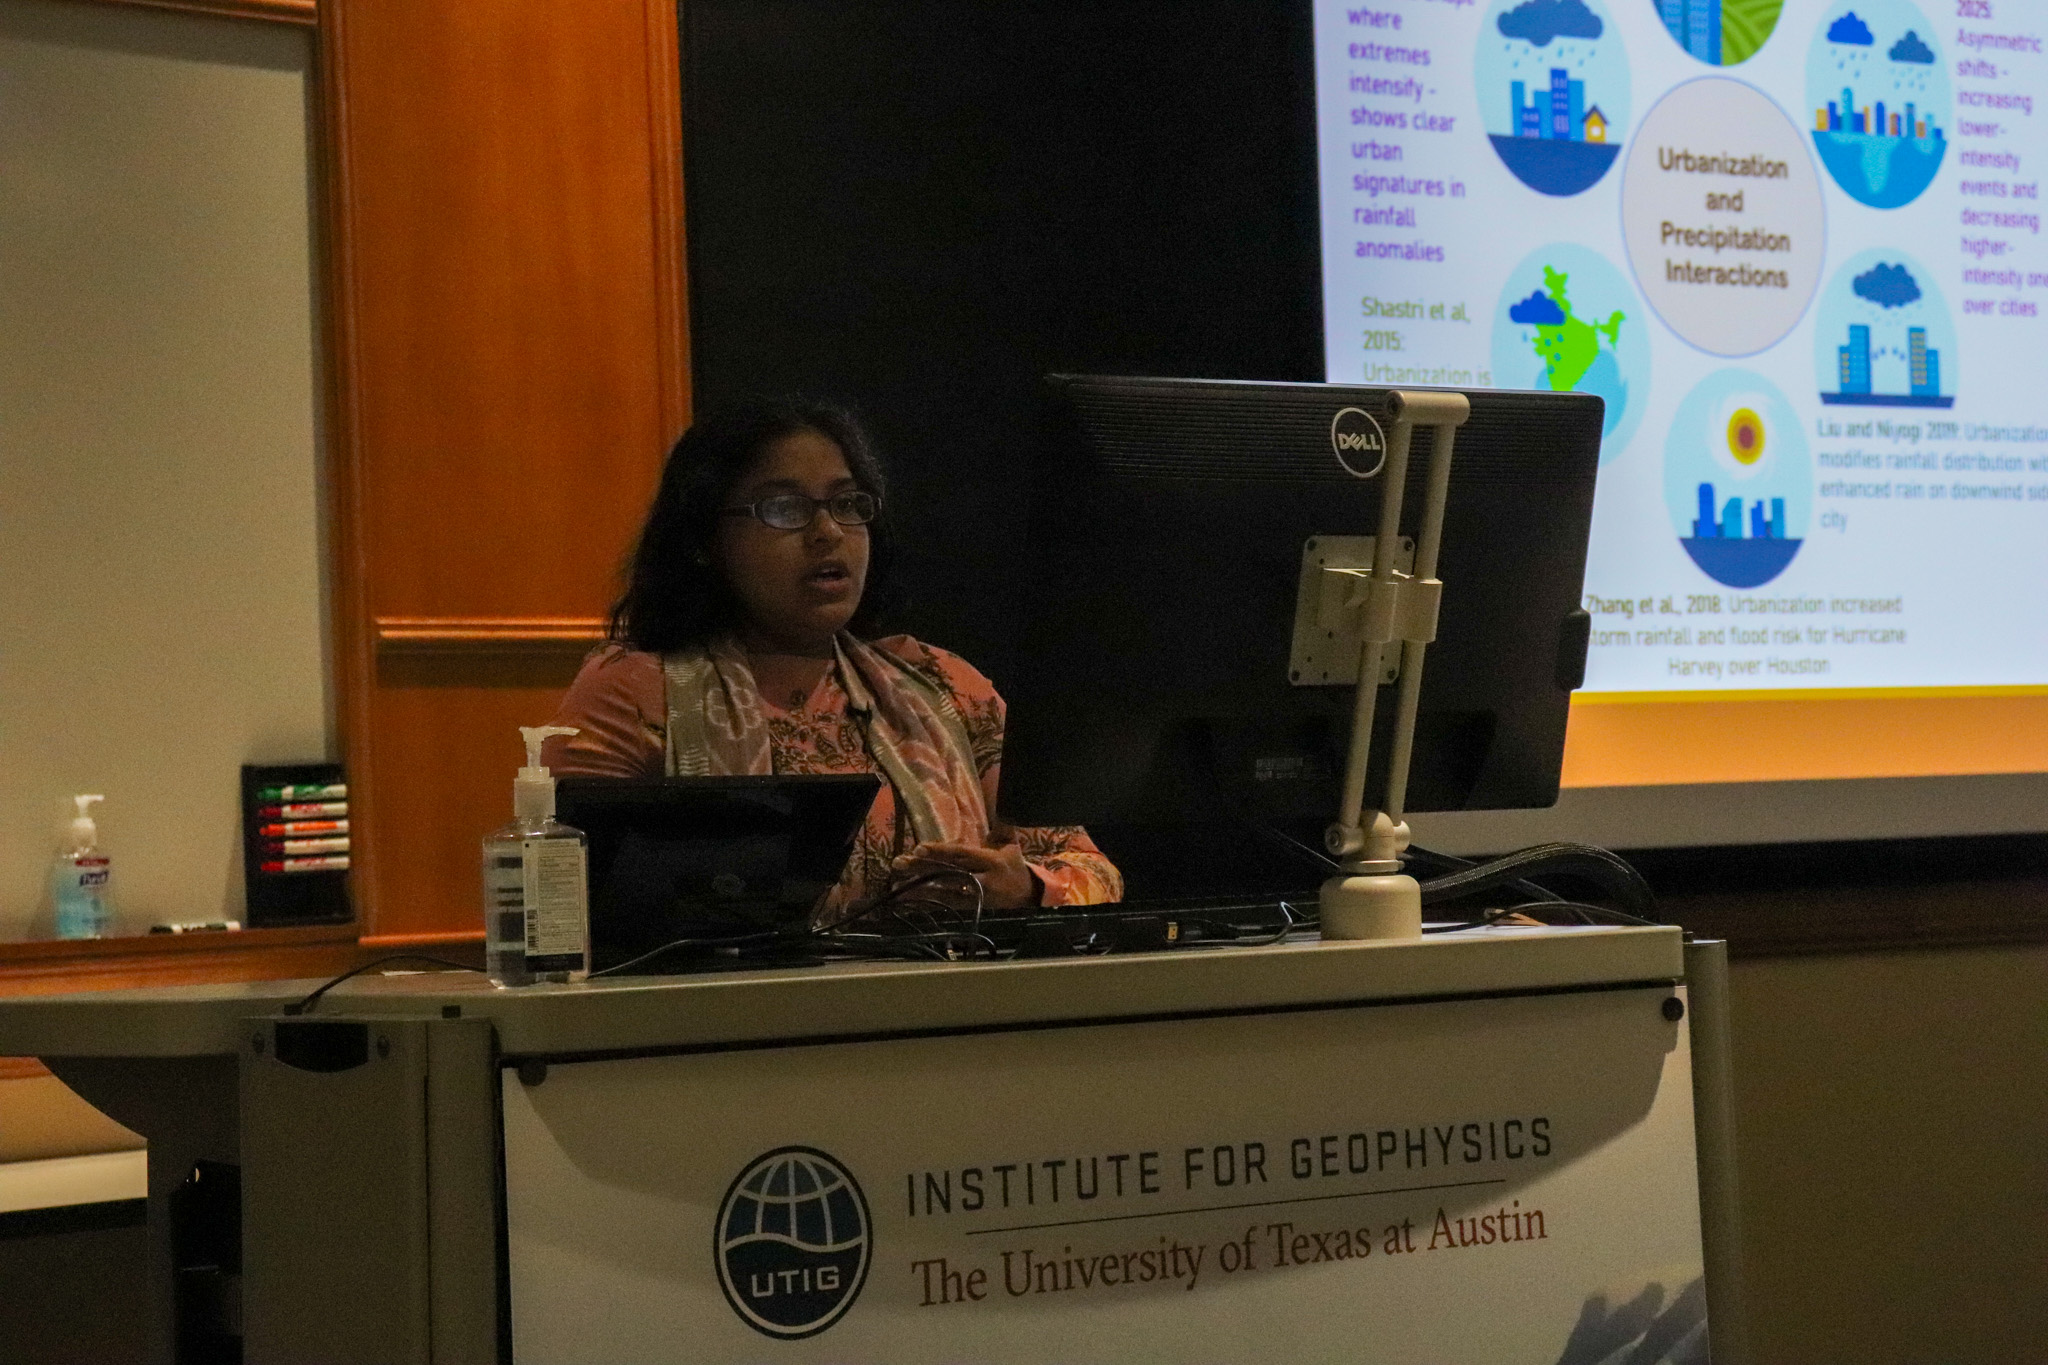 where
extremes
intensify -
shows clear
urban
signatures in
rainfall
anomalies
Shastri et al,
2015:
Urbanization is
Urbanization
and
Precipitation
Interactions
2025:
Asymmetric
shifts -
increasing
lower-
intensity
events and
decreasing
higher-
intensity
over cities
Liu and Niyogi 2019: Urbanization
modifies rainfall distribution
enhanced rain on downwind
city
Zhang et al., 2018: Urbanization increased
rainfall and flood risk for Hurricane
Harvey over Houston
DELL
Purell
INSTITUTE FOR GEOPHYSICS
The University of Texas at Austin
UTIG